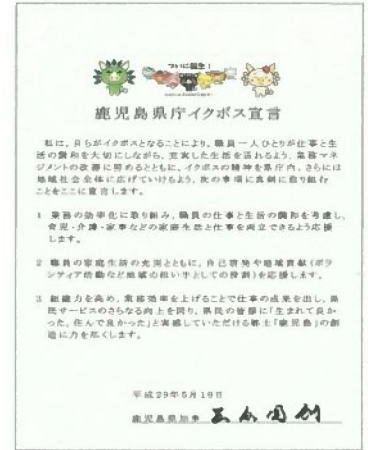 ついに誕生！
鹿児島県庁イクボス宣言
私は、自らがイクボスとなることにより、職員一人ひとりが仕事と生
活の調和を大切にしながら、充実した生活を送れるよう、業務マネ
ジメントの改善に努めるとともに、イクボスの精神を県庁内、さらには
地域社会全体に広げていけるよう、次の事項に真剣に取り組む
ことをここに宣言します。
1 業務の効率化に取り組み、職員の仕事と生活の調和を考慮し、
育児・介護・家事などの家庭生活と仕事を両立できるよう応援
します。
2 職員の家庭生活の充実とともに、自己啓発や地域貢献（ボラ
ンティア活動など地域の担い手としての役割）を応援します。
3 組織力を高め、業務効率を上げることで仕事の成果を出し、県
民サービスのさらなる向上を図り、県民の皆様に「生まれて良か
った、住んで良かった」と実感していただける郷土「鹿児島」の創
造に力を尽くします。
平成29年5月19日
鹿児島県知事 三反園訓